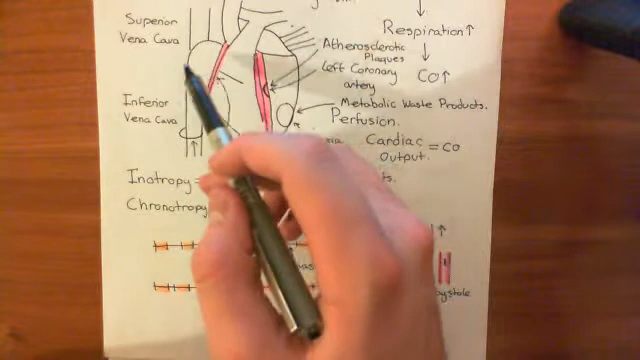 Superior
Vena Cava
Respiration↑
Atherosclerotic
Plaques
Left Coronary
artery
CO↑
Inferior
Vena Cava
Metabolic Waste Products.
Perfusion.
Cardiac = CO
Output.
Inotropy -
Chronotropy